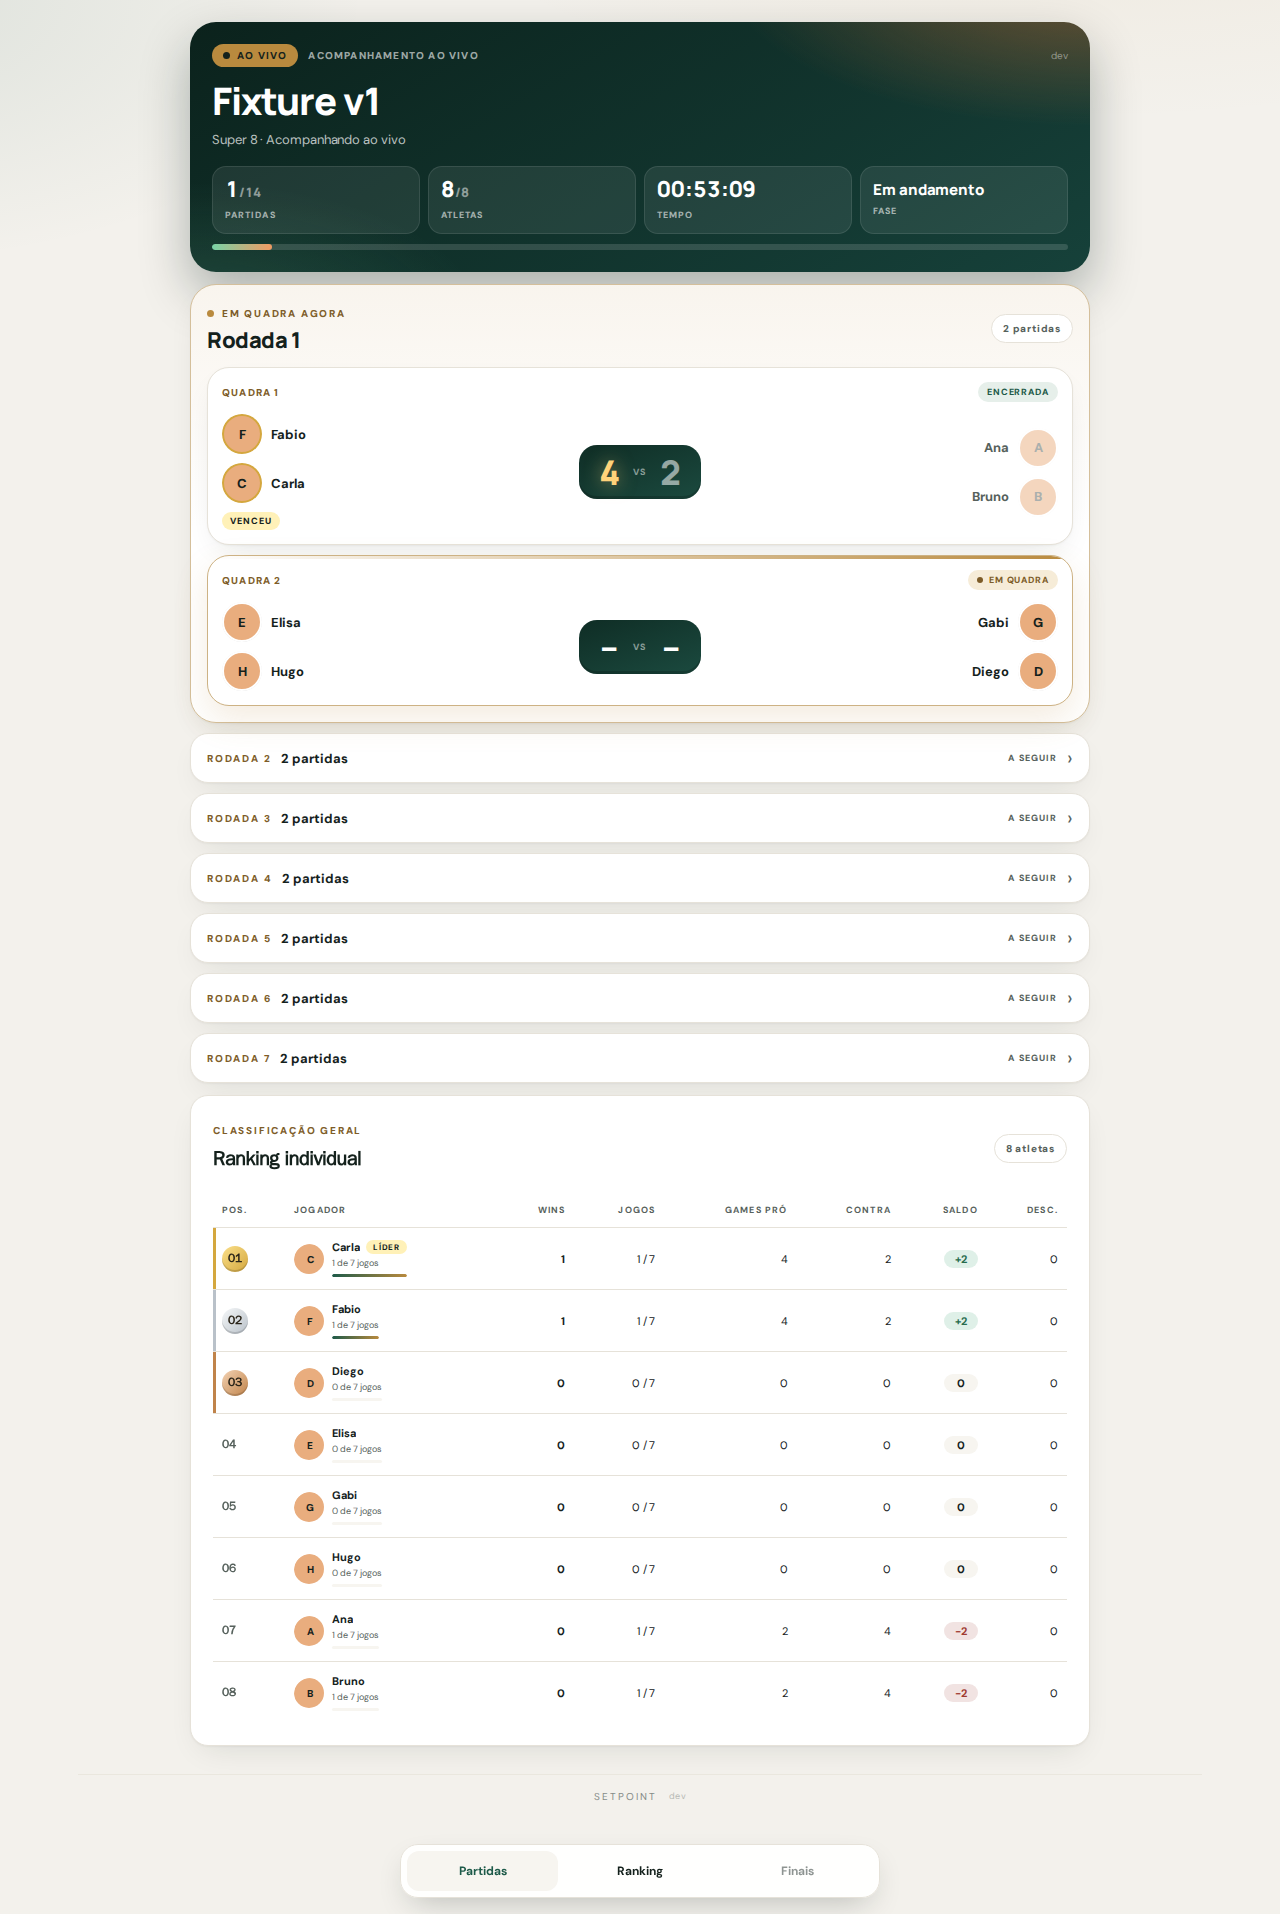 AO VIVO ACOMPANHAMENTO AO VIVO dev
Fixture v1
Super 8 · Acompanhando ao vivo
1/14 8/8 00:53:09 Em andamento
PARTIDAS ATLETAS TEMPO FASE
EM QUADRA AGORA
Rodada 1 2 partidas
QUADRA 1 ENCERRADA
F Fabio Ana A
4 VS 2
C Carla Bruno B
VENCEU
QUADRA 2 EM QUADRA
E Elisa Gabi G
– VS –
H Hugo Diego D
RODADA 2 2 partidas A SEGUIR ›
RODADA 3 2 partidas A SEGUIR ›
RODADA 4 2 partidas A SEGUIR ›
RODADA 5 2 partidas A SEGUIR ›
RODADA 6 2 partidas A SEGUIR ›
RODADA 7 2 partidas A SEGUIR ›
CLASSIFICAÇÃO GERAL
Ranking individual 8 atletas
POS. JOGADOR WINS JOGOS GAMES PRÓ CONTRA SALDO DESC.
01 C Carla LÍDER 1 1 / 7 4 2 +2 0
1 de 7 jogos
02 F Fabio 1 1 / 7 4 2 +2 0
1 de 7 jogos
03 D Diego 0 0 / 7 0 0 0 0
0 de 7 jogos
04 E Elisa 0 0 / 7 0 0 0 0
0 de 7 jogos
05 G Gabi 0 0 / 7 0 0 0 0
0 de 7 jogos
06 H Hugo 0 0 / 7 0 0 0 0
0 de 7 jogos
07 A Ana 0 1 / 7 2 4 −2 0
1 de 7 jogos
08 B Bruno 0 1 / 7 2 4 −2 0
1 de 7 jogos
SETPOINT dev
Partidas Ranking Finais